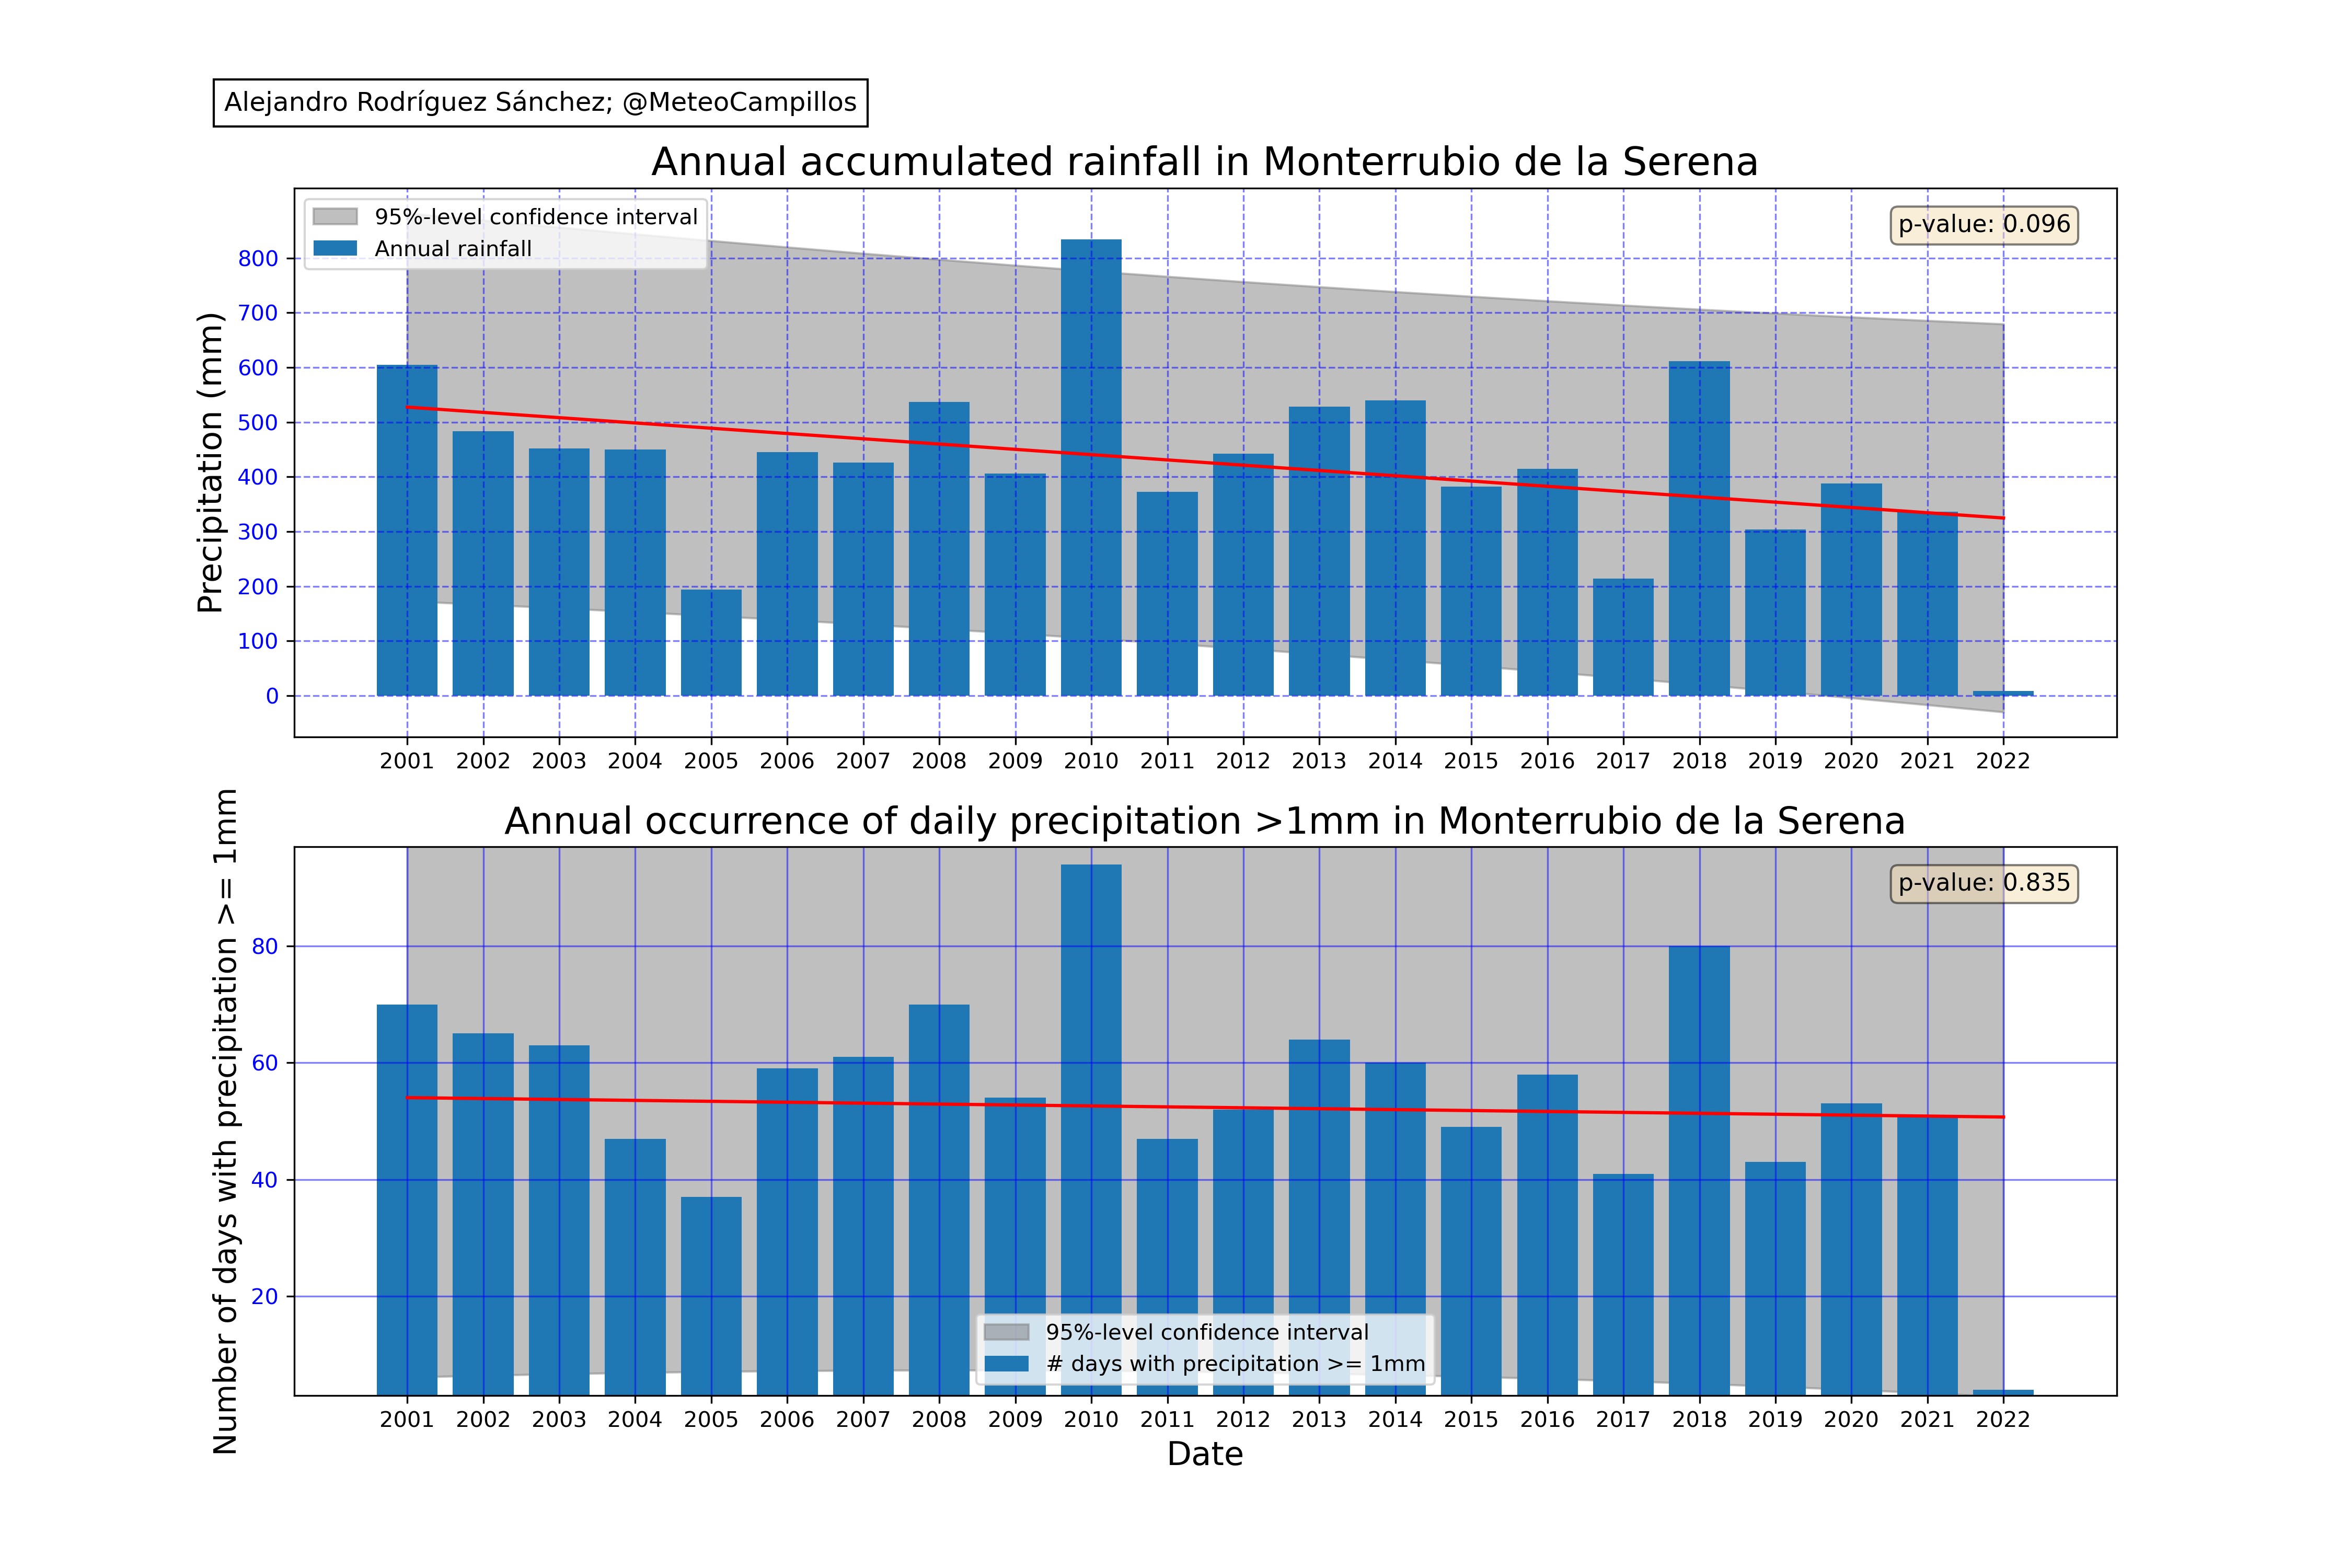 Alejandro Rodríguez Sánchez; @MeteoCampillos
Annual accumulated rainfall in Monterrubio de la Serena
95%-level confidence interval
Annual rainfall
p-value: 0.096
Precipitation (mm)
800
700
600
500
400
300
200
100
0
2001 2002 2003 2004 2005 2006 2007 2008 2009 2010 2011 2012 2013 2014 2015 2016 2017 2018 2019 2020 2021 2022
Annual occurrence of daily precipitation >1mm in Monterrubio de la Serena
p-value: 0.835
Number of days with precipitation >= 1mm
80
60
40
20
95%-level confidence interval
# days with precipitation >= 1mm
2001 2002 2003 2004 2005 2006 2007 2008 2009 2010 2011 2012 2013 2014 2015 2016 2017 2018 2019 2020 2021 2022
Date